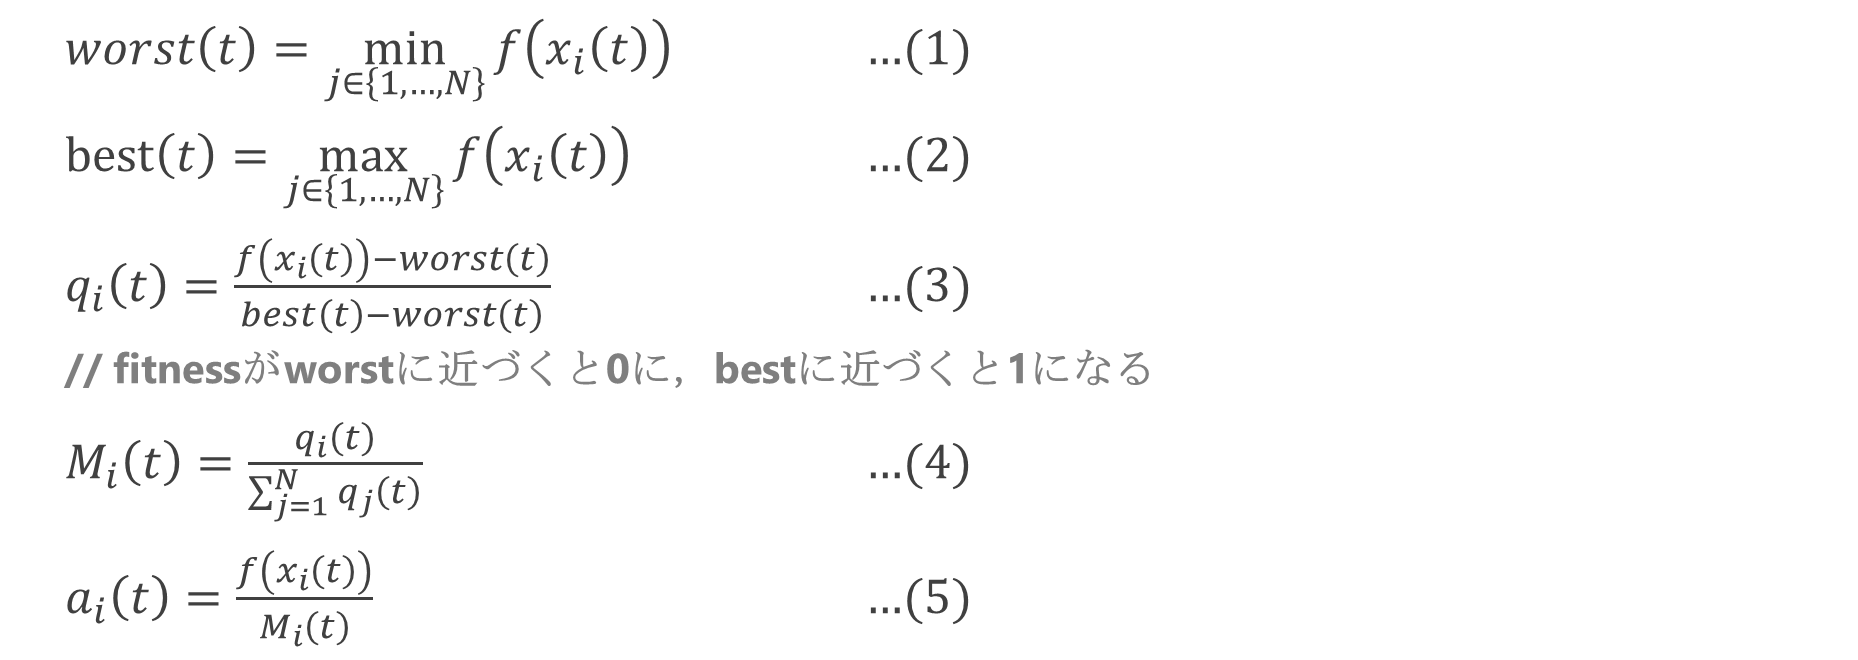 worst(t) = min_{j∈{1,…,N}} f(x_i(t)) …(1)
best(t) = max_{j∈{1,…,N}} f(x_i(t)) …(2)
q_i(t) = \frac{f(x_i(t))−worst(t)}{best(t)−worst(t)} …(3)
// fitnessがworstに近づくと0に，bestに近づくと1になる
M_i(t) = \frac{q_i(t)}{∑_{j=1}^{N} q_j(t)} …(4)
a_i(t) = \frac{f(x_i(t))}{M_i(t)} …(5)